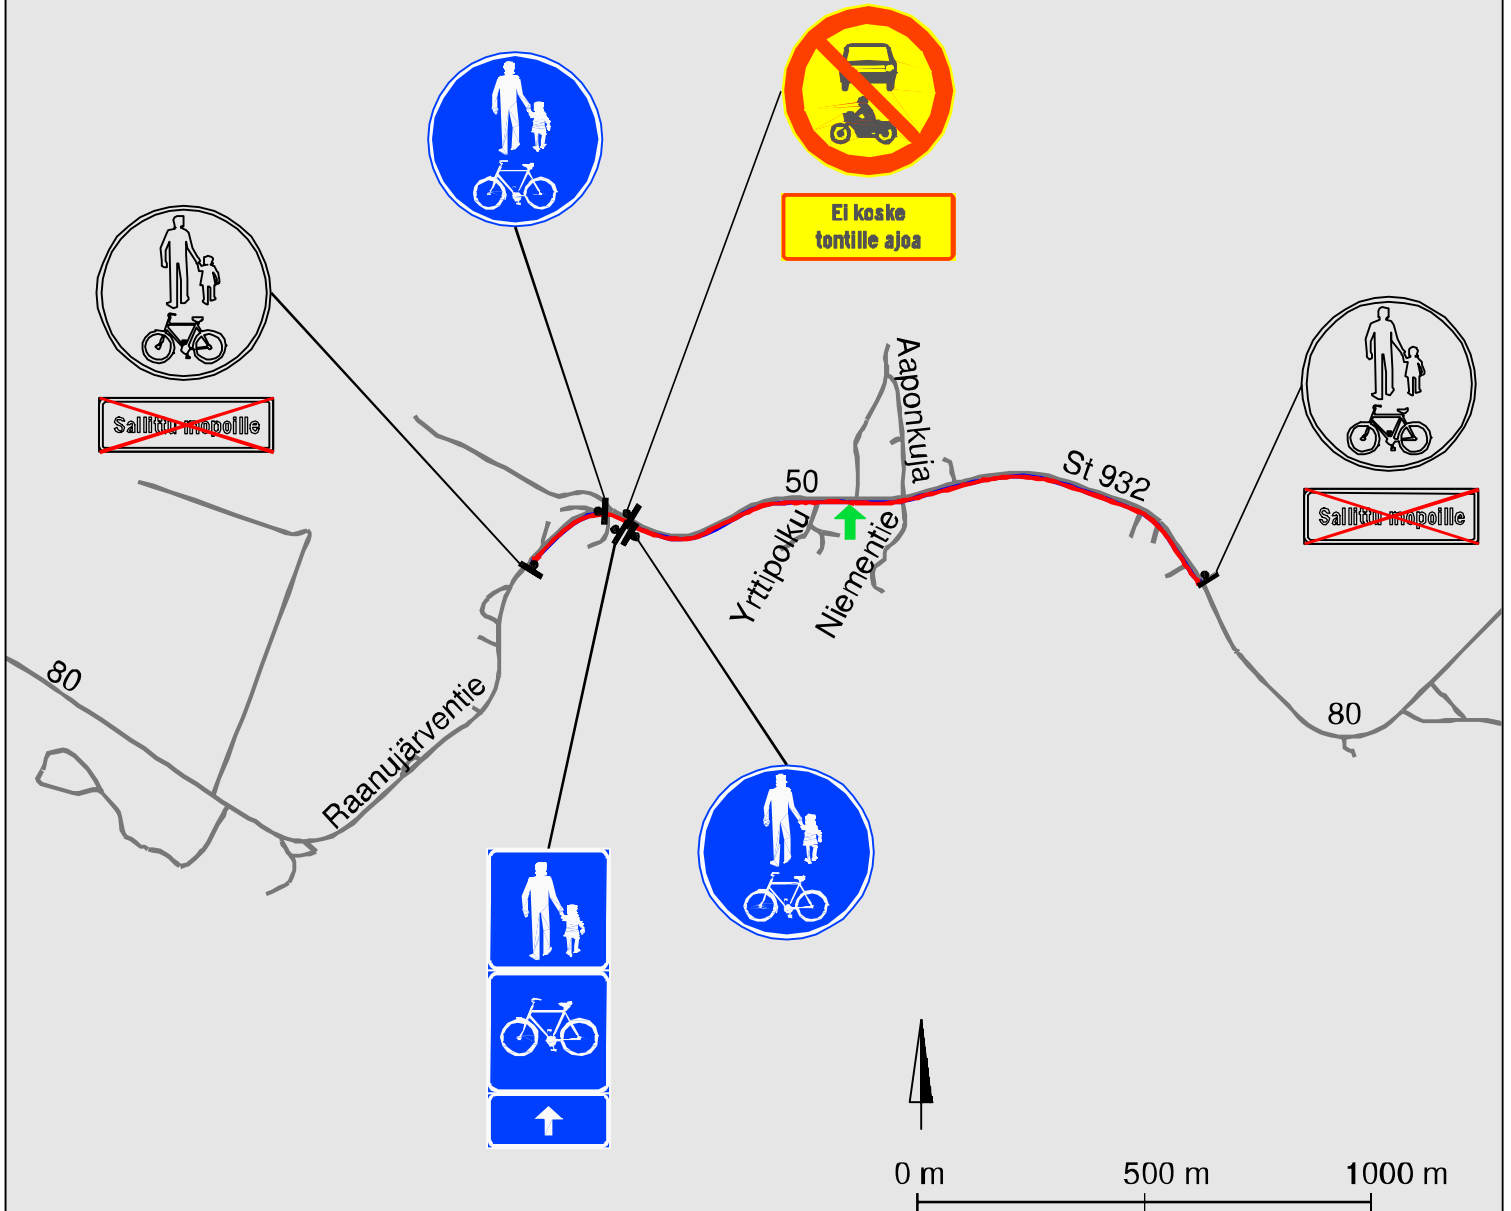 Ei koske
tontille ajoa
Sallittu mopoille
Sallittu mopoille
Aaponkuja
50
St 932
Yrttipolku
Niementie
80
Raanujärventie
80
0 m
500 m
1000 m